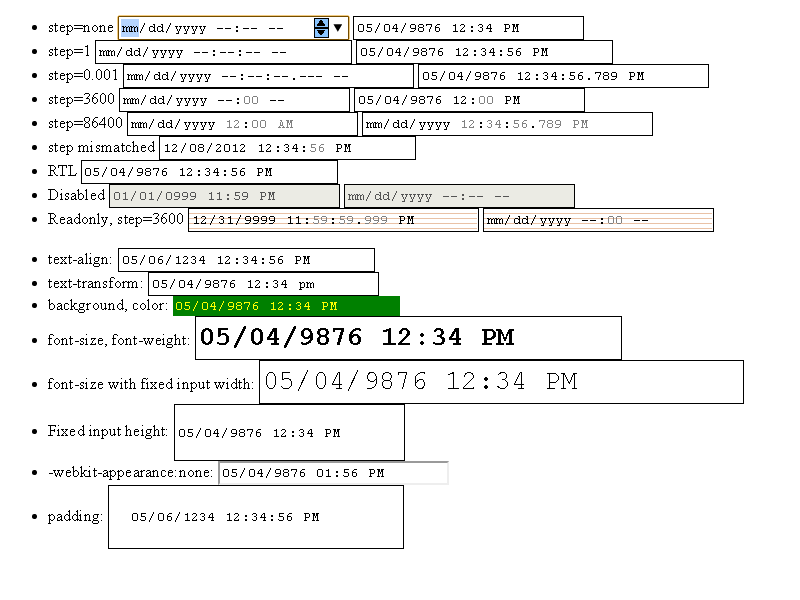 step=none mm/dd/yyyy --:-- -- 05/04/9876 12:34 PM
step=1 mm/dd/yyyy --:--:-- -- 05/04/9876 12:34:56 PM
step=0.001 mm/dd/yyyy --:--:--.--- -- 05/04/9876 12:34:56.789 PM
step=3600 mm/dd/yyyy --:00 -- 05/04/9876 12:00 PM
step=86400 mm/dd/yyyy 12:00 AM mm/dd/yyyy 12:34:56.789 PM
step mismatched 12/08/2012 12:34:56 PM
RTL 05/04/9876 12:34:56 PM
Disabled 01/01/0999 11:59 PM mm/dd/yyyy --:-- --
Readonly, step=3600 12/31/9999 11:59:59.999 PM mm/dd/yyyy --:00 --
text-align: 05/06/1234 12:34:56 PM
text-transform: 05/04/9876 12:34 pm
background, color: 05/04/9876 12:34 PM
font-size, font-weight: 05/04/9876 12:34 PM
font-size with fixed input width: 05/04/9876 12:34 PM
Fixed input height: 05/04/9876 12:34 PM
-webkit-appearance:none: 05/04/9876 01:56 PM
padding: 05/06/1234 12:34:56 PM